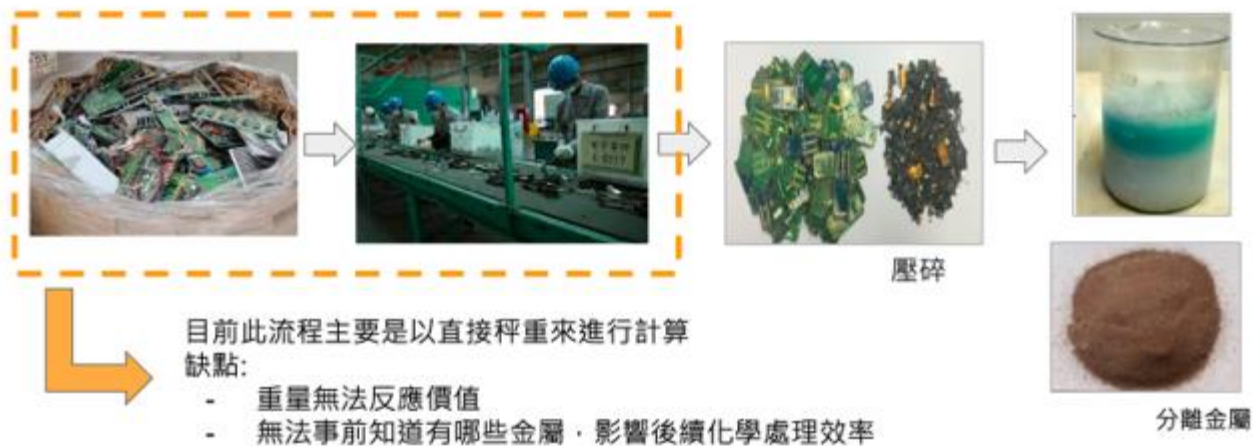 壓碎
目前此流程主要是以直接秤重來進行計算
缺點:
- 重量無法反應價值
- 無法事前知道有哪些金屬，影響後續化學處理效率
分離金屬